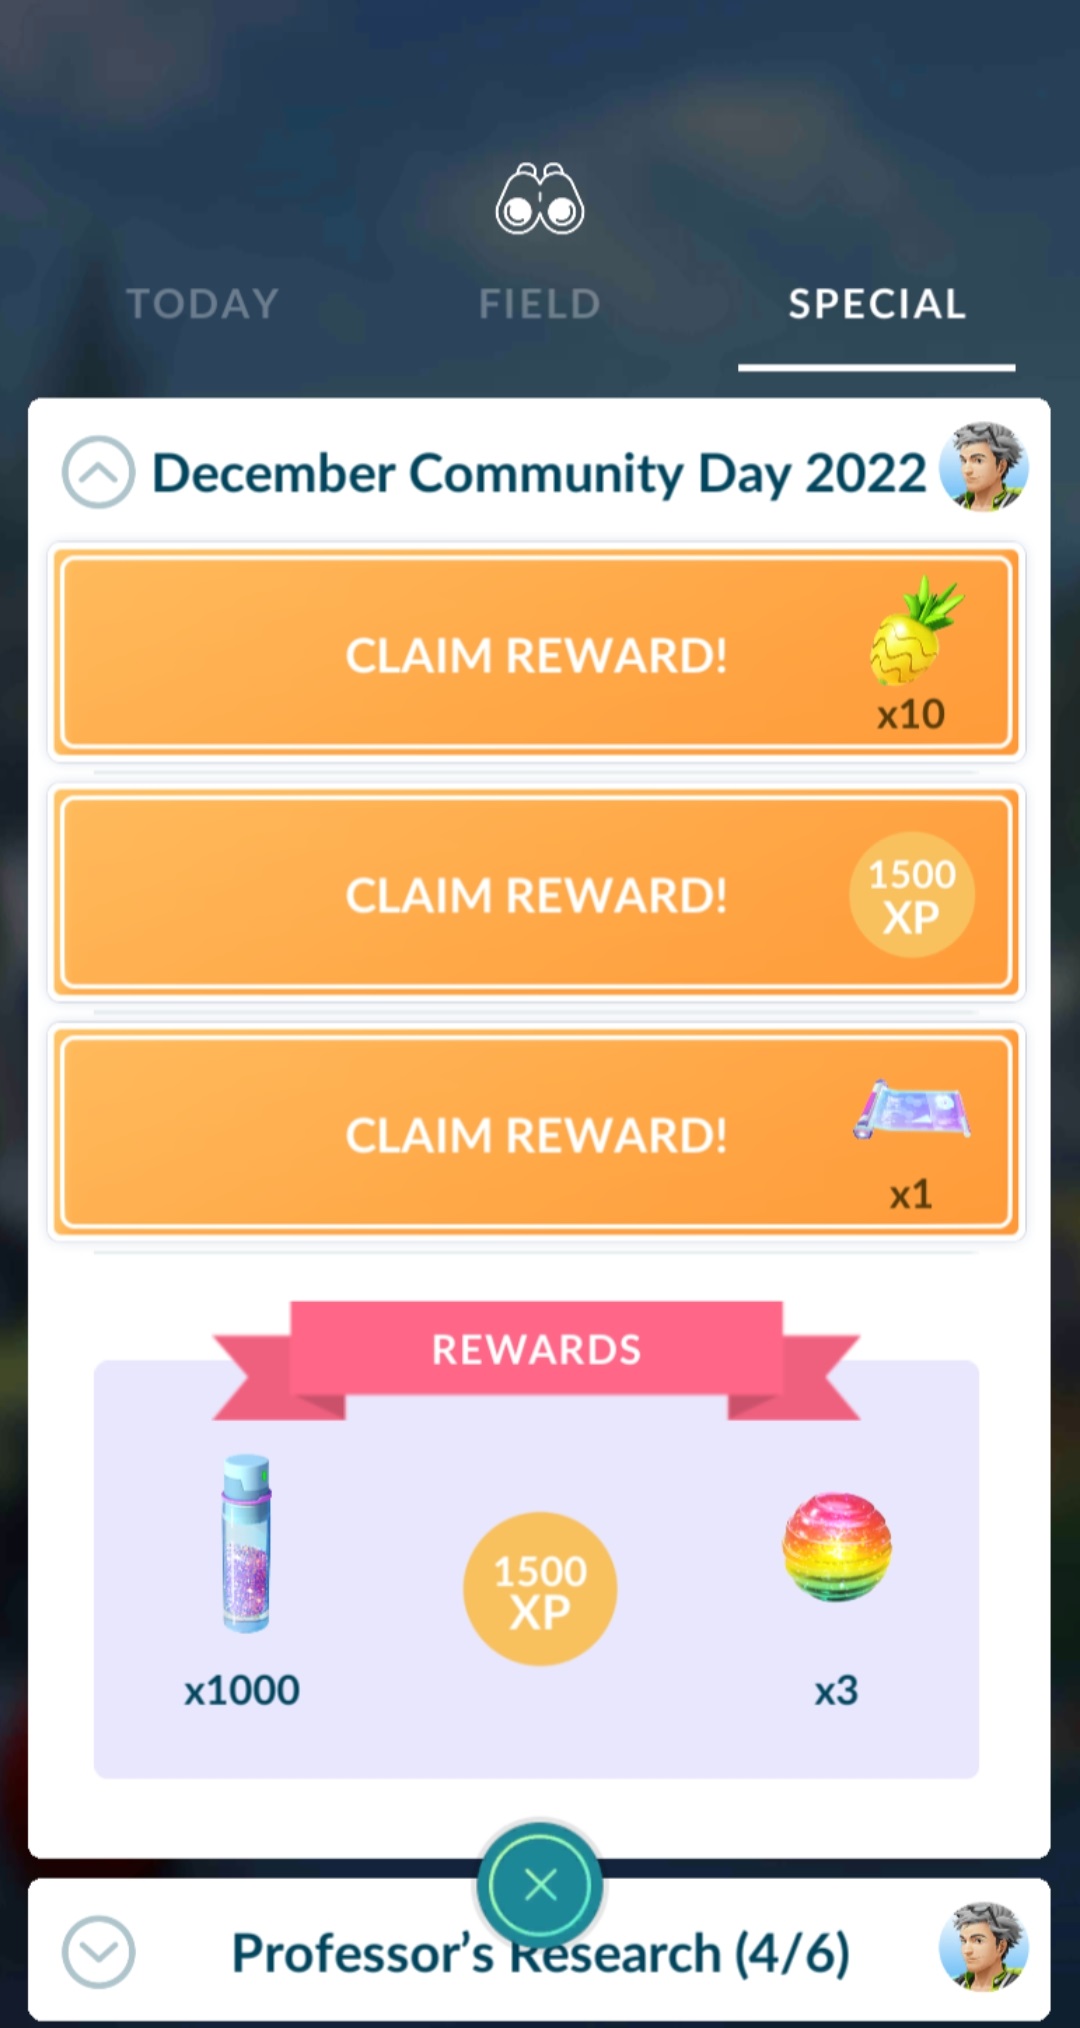 TODAY
FIELD
SPECIAL
December Community Day 2022
CLAIM REWARD!
x10
CLAIM REWARD!
1500
XP
CLAIM REWARD!
x1
REWARDS
x1000
1500
XP
x3
Professor’s Research (4/6)